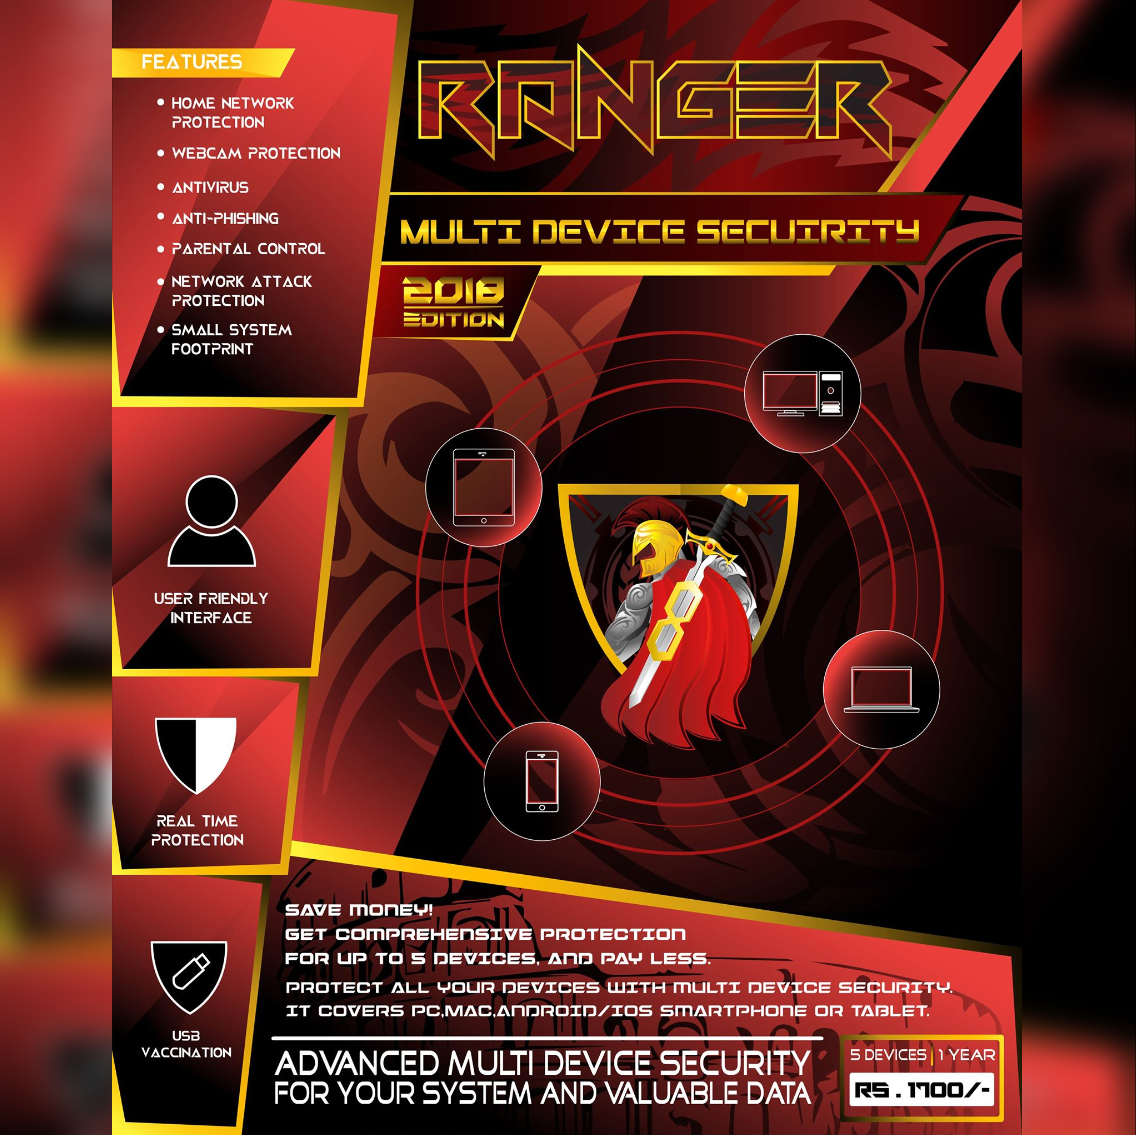 FEATURES
• HOME NETWORK
PROTECTION
• WEBCAM PROTECTION
• ANTIVIRUS
• ANTI-PHISHING
• PARENTAL CONTROL
• NETWORK ATTACK
PROTECTION
• SMALL SYSTEM
FOOTPRINT
RANGER
MULTI DEVICE SECUIRITY
2018
EDITION
USER FRIENDLY
INTERFACE
REAL TIME
PROTECTION
USB
VACCINATION
SAVE MONEY!
GET COMPREHENSIVE PROTECTION
FOR UP TO 5 DEVICES, AND PAY LESS.
PROTECT ALL YOUR DEVICES WITH MULTI DEVICE SECURITY.
IT COVERS PC,MAC,ANDROID/IOS SMARTPHONE OR TABLET.
ADVANCED MULTI DEVICE SECURITY
FOR YOUR SYSTEM AND VALUABLE DATA
5 DEVICES | 1 YEAR
RS . 1700/-